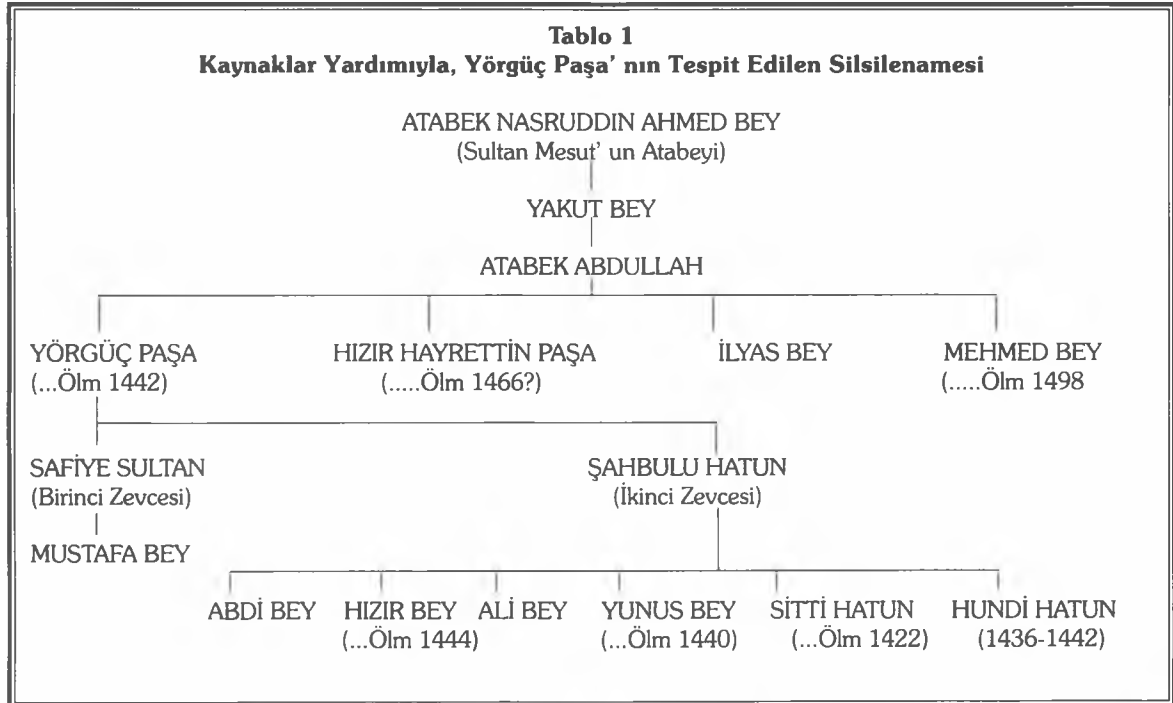 Tablo 1
Kaynaklar Yardımıyla, Yörgüç Paşa' nın Tespit Edilen Silsilenamesi
ATABEK NASRUDDIN AHMED BEY
(Sultan Mesut' un Atabeyi)
YAKUT BEY
ATABEK ABDULLAH
YÖRGÜÇ PAŞA HIZIR HAYRETTİN PAŞA İLYAS BEY MEHMED BEY
(...Ölm 1442) (.....Ölm 1466?) (.....Ölm 1498
SAFİYE SULTAN ŞAHBULU HATUN
(Birinci Zevcesi) (İkinci Zevcesi)
MUSTAFA BEY
ABDİ BEY HIZIR BEY ALİ BEY YUNUS BEY SİTTİ HATUN HUNDİ HATUN
(...Ölm 1444) (...Ölm 1440) (...Ölm 1422) (1436-1442)